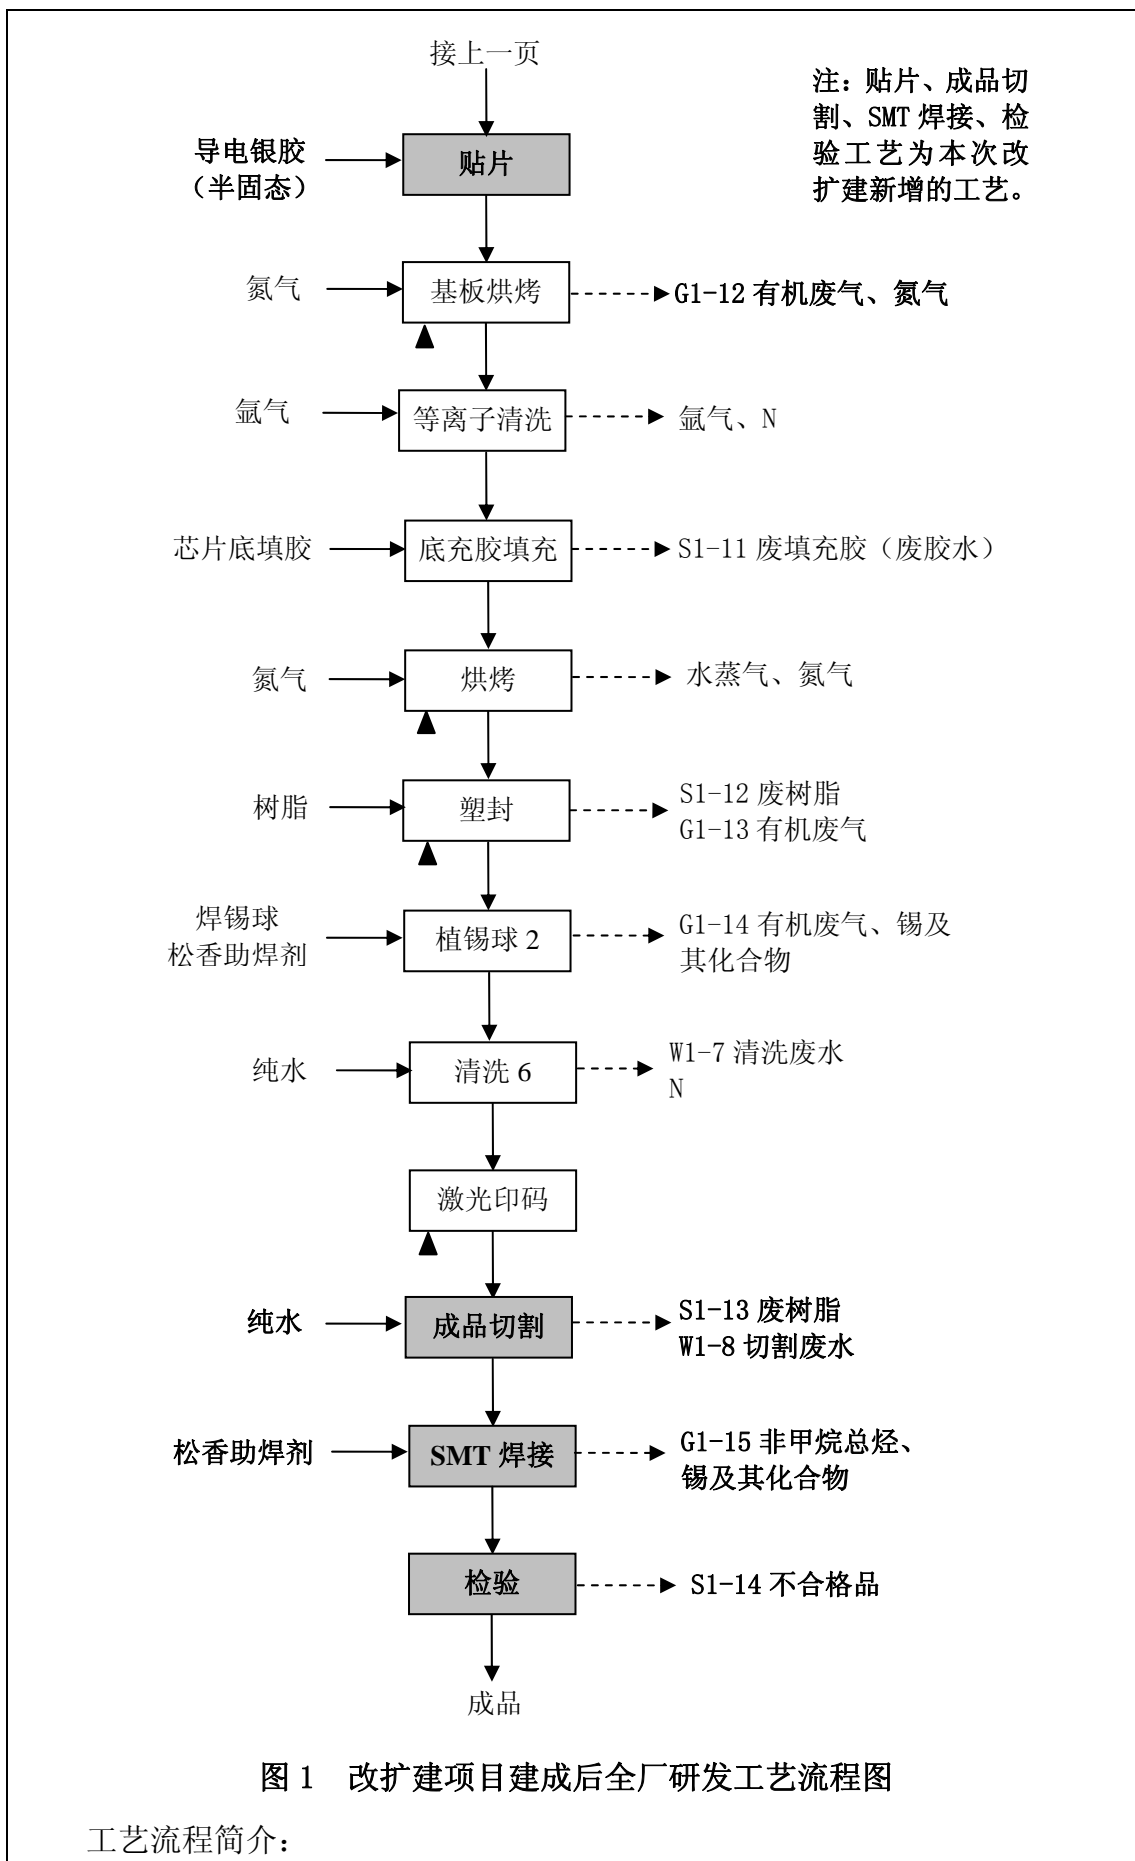 接上一页
注：贴片、成品切
割、SMT 焊接、检
验工艺为本次改
扩建新增的工艺。
导电银胶
（半固态）
贴片
氮气
基板烘烤
G1-12 有机废气、氮气
氩气
等离子清洗
氩气、N
芯片底填胶
底充胶填充
S1-11 废填充胶（废胶水）
氮气
烘烤
水蒸气、氮气
树脂
塑封
S1-12 废树脂
G1-13 有机废气
焊锡球
松香助焊剂
植锡球 2
G1-14 有机废气、锡及
其化合物
纯水
清洗 6
W1-7 清洗废水
N
激光印码
纯水
成品切割
S1-13 废树脂
W1-8 切割废水
松香助焊剂
SMT 焊接
G1-15 非甲烷总烃、
锡及其化合物
检验
S1-14 不合格品
成品
图 1 改扩建项目建成后全厂研发工艺流程图
工艺流程简介：